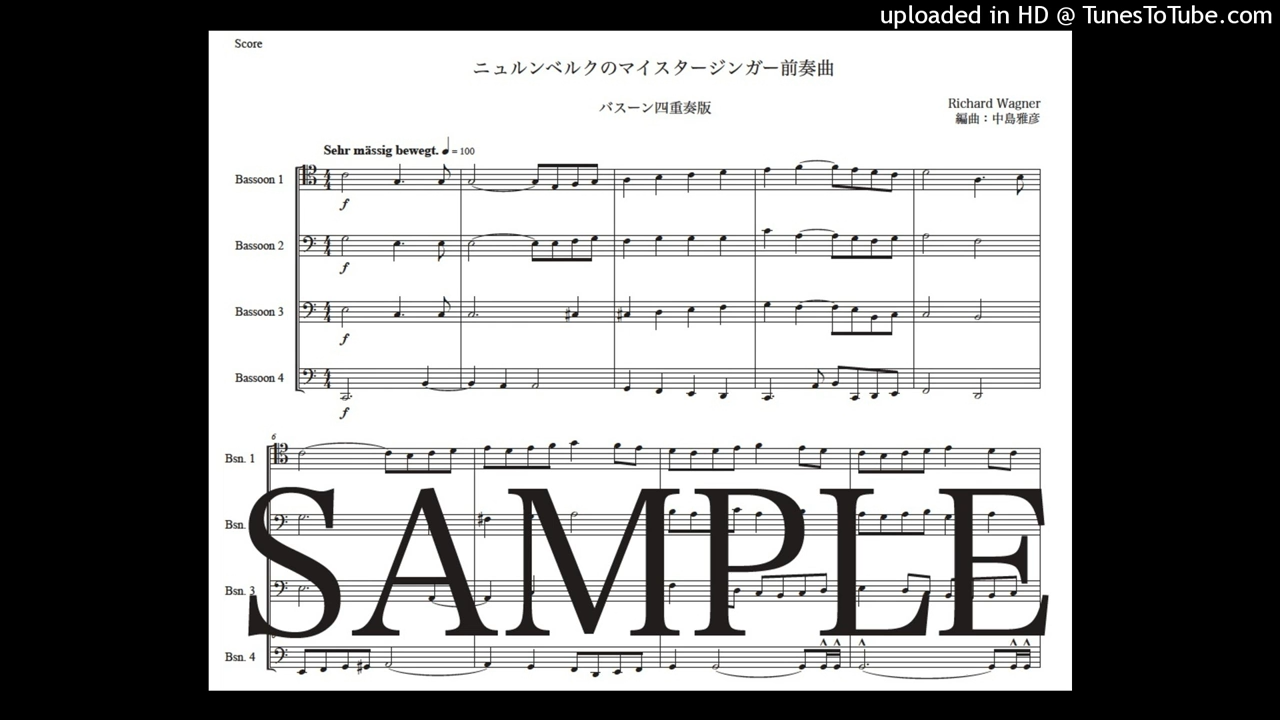 uploaded in HD @ TunesToTube.com
Score
ニュルンベルクのマイスタージンガー前奏曲
バスーン四重奏版
Richard Wagner
編曲：中島雅彦
Sehr mässig bewegt. ♩ = 100
Bassoon 1
f
Bassoon 2
f
Bassoon 3
f
Bassoon 4
f
6
Bsn. 1
Bsn.
Bsn. 3
Bsn. 4
SAMPLE